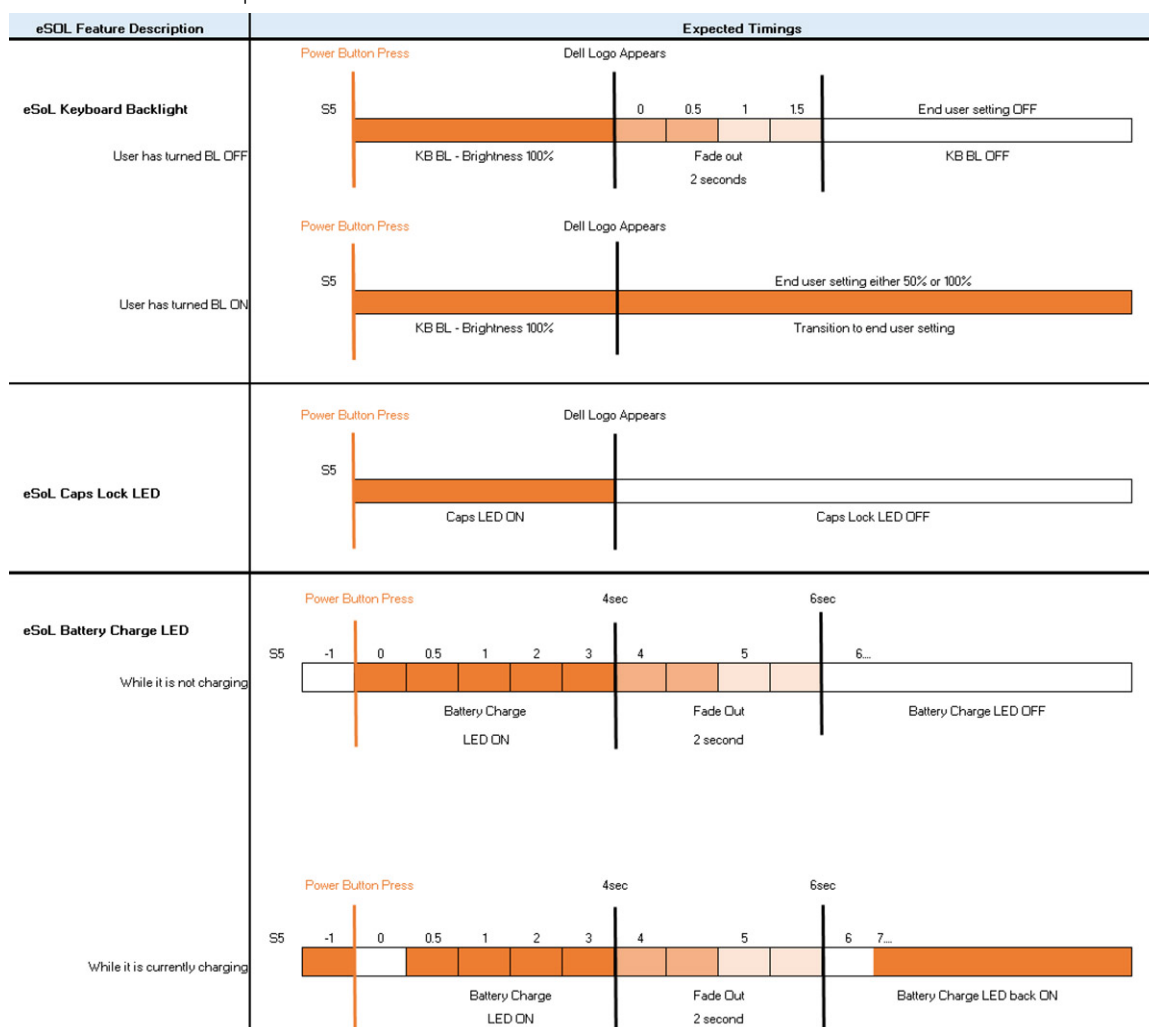 eSOL Feature Description
Expected Timings
Power Button Press
Dell Logo Appears
eSoL Keyboard Backlight
S5
0 0.5 1 1.5
End user setting OFF
User has turned BL OFF
KB BL - Brightness 100%
Fade out
KB BL OFF
2 seconds
Power Button Press
Dell Logo Appears
S5
End user setting either 50% or 100%
User has turned BL ON
KB BL - Brightness 100%
Transition to end user setting
Power Button Press
Dell Logo Appears
S5
eSoL Caps Lock LED
Caps LED ON
Caps Lock LED OFF
Power Button Press
4sec
6sec
eSoL Battery Charge LED
S5
-1 0 0.5 1 2 3 4 5 6....
While it is not charging
Battery Charge
Fade Out
Battery Charge LED OFF
LED ON
2 second
Power Button Press
4sec
6sec
S5
-1 0 0.5 1 2 3 4 5 6 7....
While it is currently charging
Battery Charge
Fade Out
Battery Charge LED back ON
LED ON
2 second